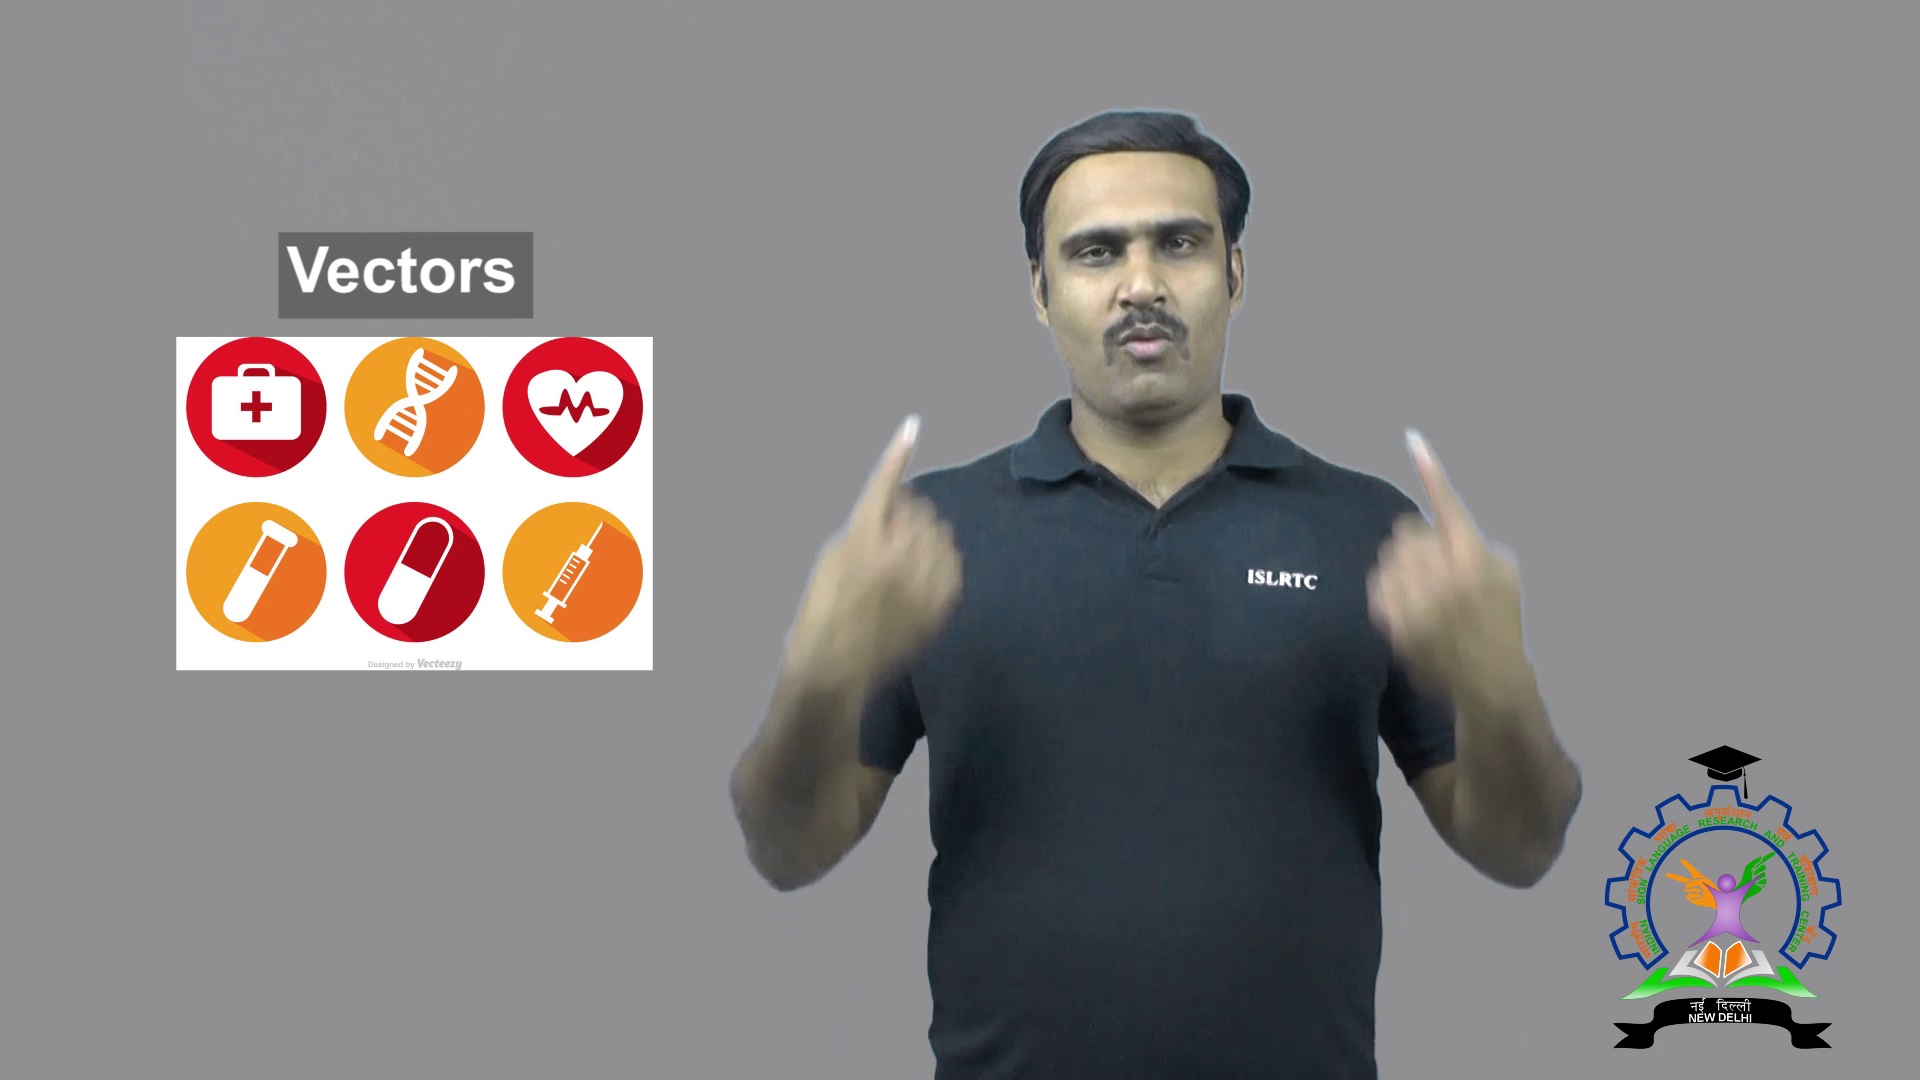 Vectors
Designed by Vecteezy
ISLRTC
INDIAN SIGN LANGUAGE RESEARCH AND TRAINING CENTER
नई दिल्ली
NEW DELHI